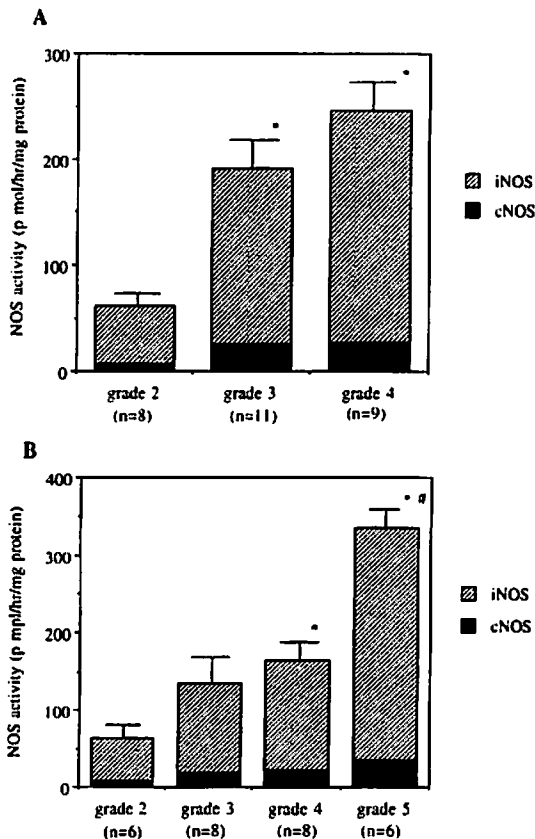 A
300
200
100
0
NOS activity (p mol/hr/mg protein)
*
*
iNOS
cNOS
grade 2 grade 3 grade 4
(n=8) (n=11) (n=9)
B
400
300
200
100
0
NOS activity (p mpl/hr/mg protein)
*
* #
iNOS
cNOS
grade 2 grade 3 grade 4 grade 5
(n=6) (n=8) (n=8) (n=6)